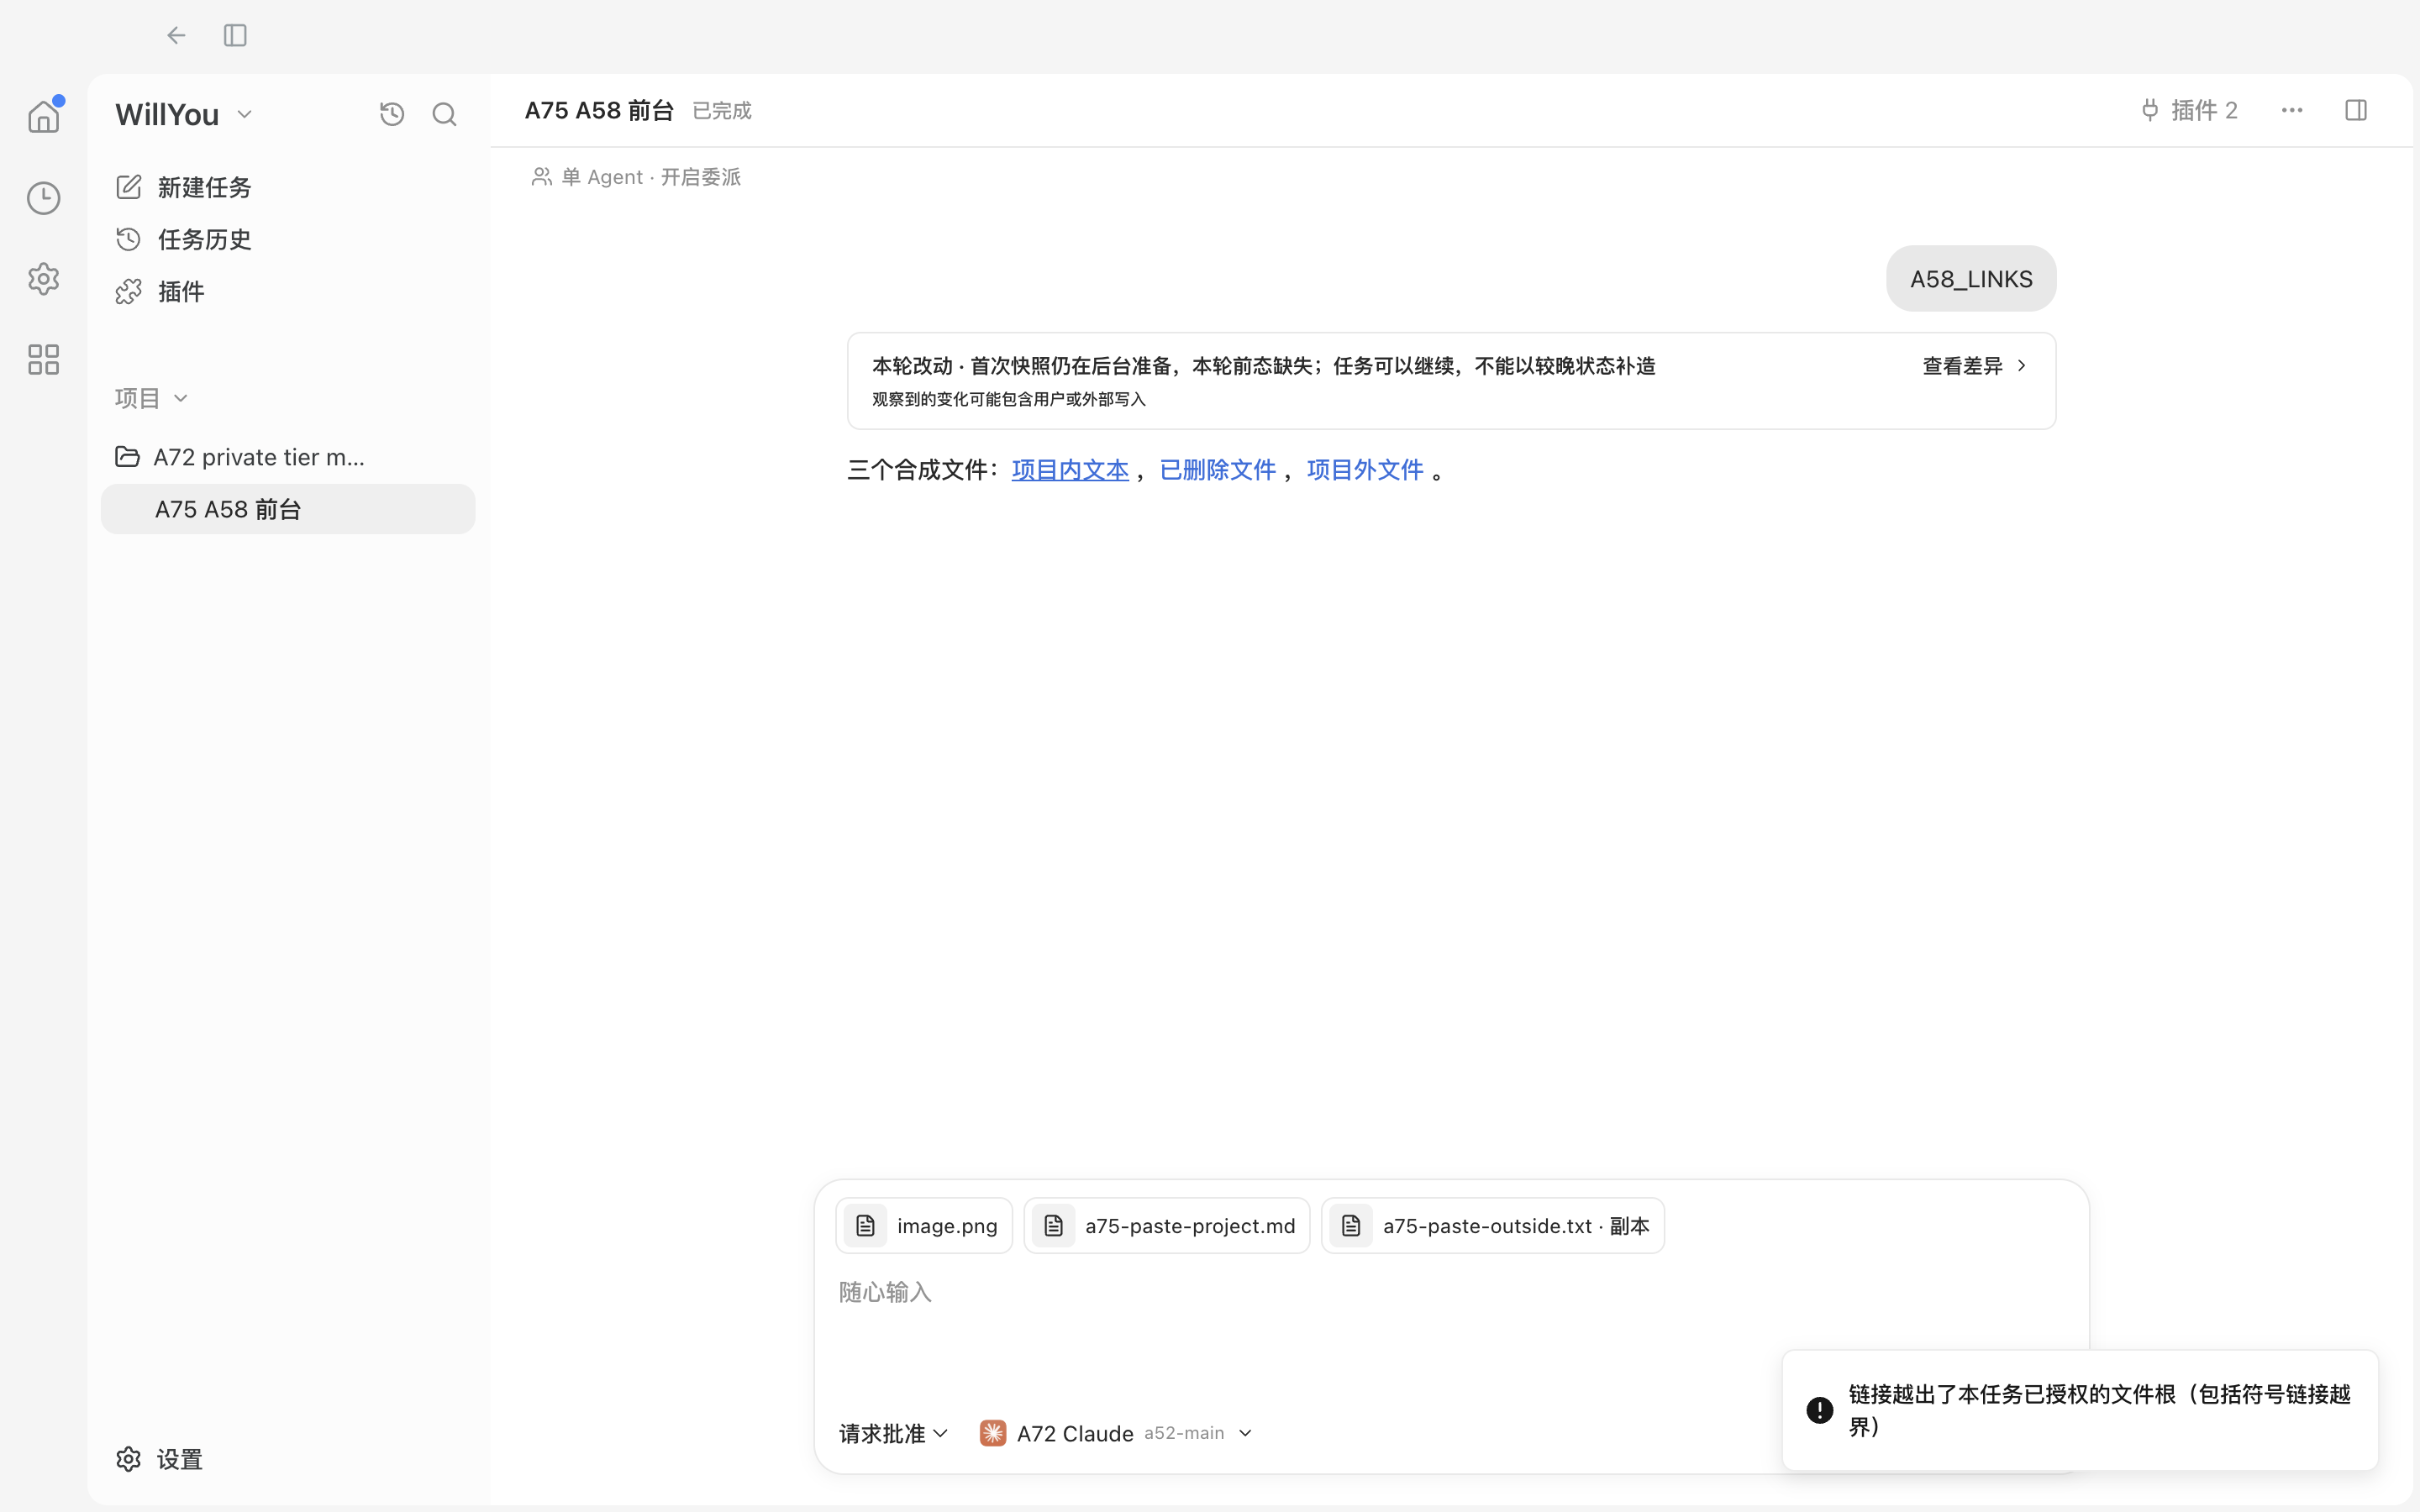 WillYou
新建任务
任务历史
插件
项目
A72 private tier m...
A75 A58 前台
设置
A75 A58 前台 已完成
插件 2
单 Agent · 开启委派
A58_LINKS
本轮改动 · 首次快照仍在后台准备，本轮前态缺失；任务可以继续，不能以较晚状态补造
查看差异
观察到的变化可能包含用户或外部写入
三个合成文件：项目内文本，已删除文件，项目外文件。
image.png
a75-paste-project.md
a75-paste-outside.txt · 副本
随心输入
请求批准
A72 Claude a52-main
链接越出了本任务已授权的文件根（包括符号链接越
界）